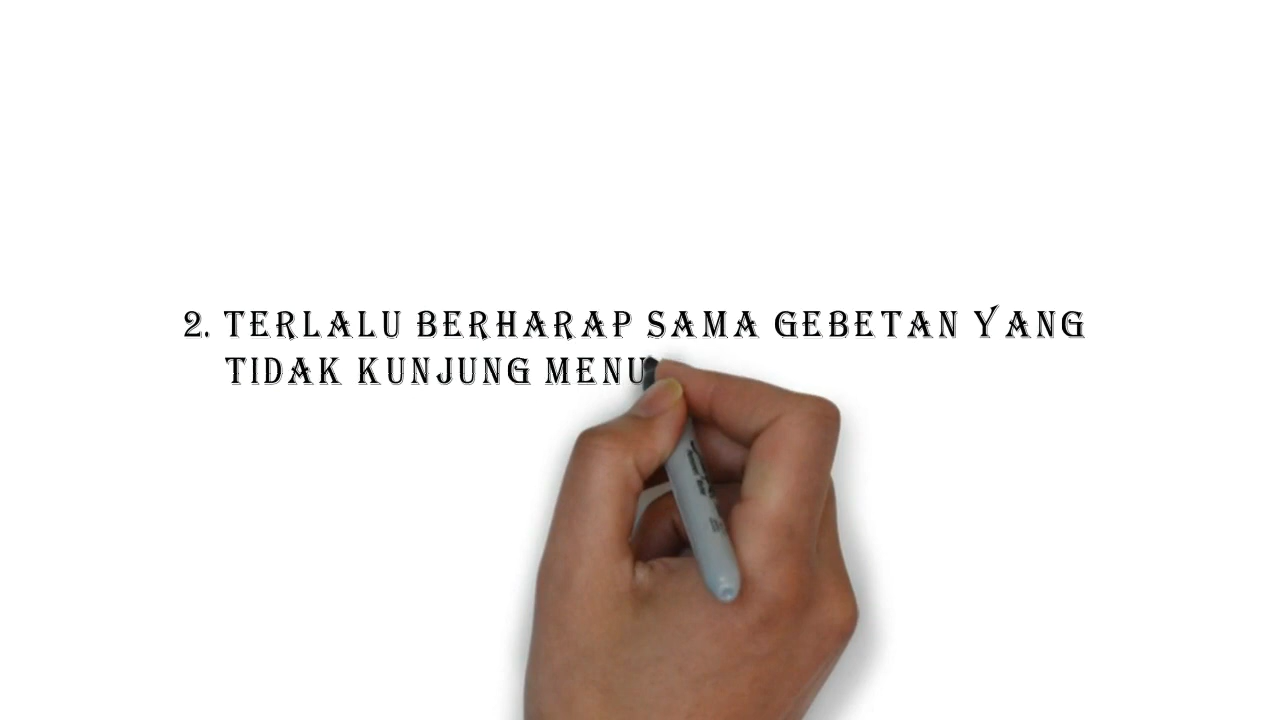 2. TERLALU BERHARAP SAMA GEBETAN YANG
TIDAK KUNJUNG MENU